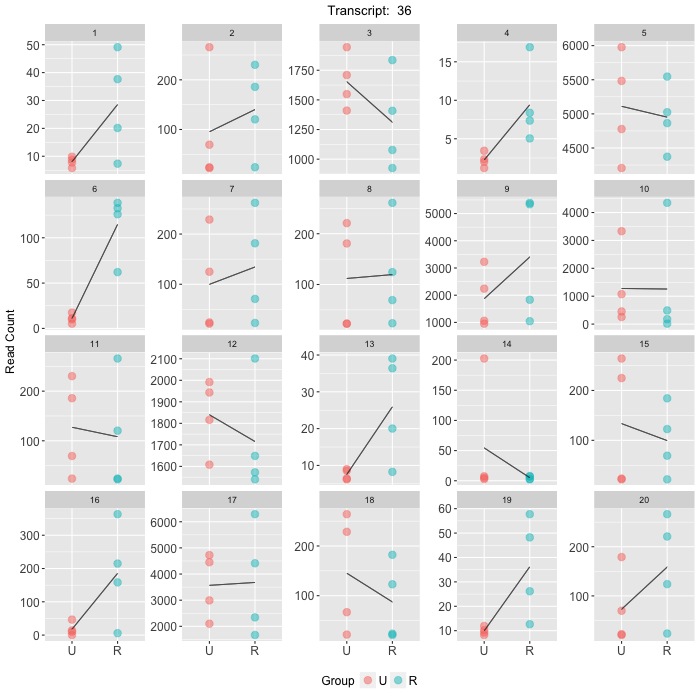 Transcript: 36
1 2 3 4 5
50 40 30 20 10
200 100
1750 1500 1250 1000
15 10 5
6000 5500 5000 4500
6 7 8 9 10
100 50 0
200 100
200 100
5000 4000 3000 2000 1000
4000 3000 2000 1000 0
Read Count
11 12 13 14 15
200 100
2100 2000 1900 1800 1700 1600
40 30 20 10
200 150 100 50 0
200 100
16 17 18 19 20
300 200 100 0
6000 5000 4000 3000 2000
200 100
60 50 40 30 20 10
200 100
U R U R U R U R U R
Group U R